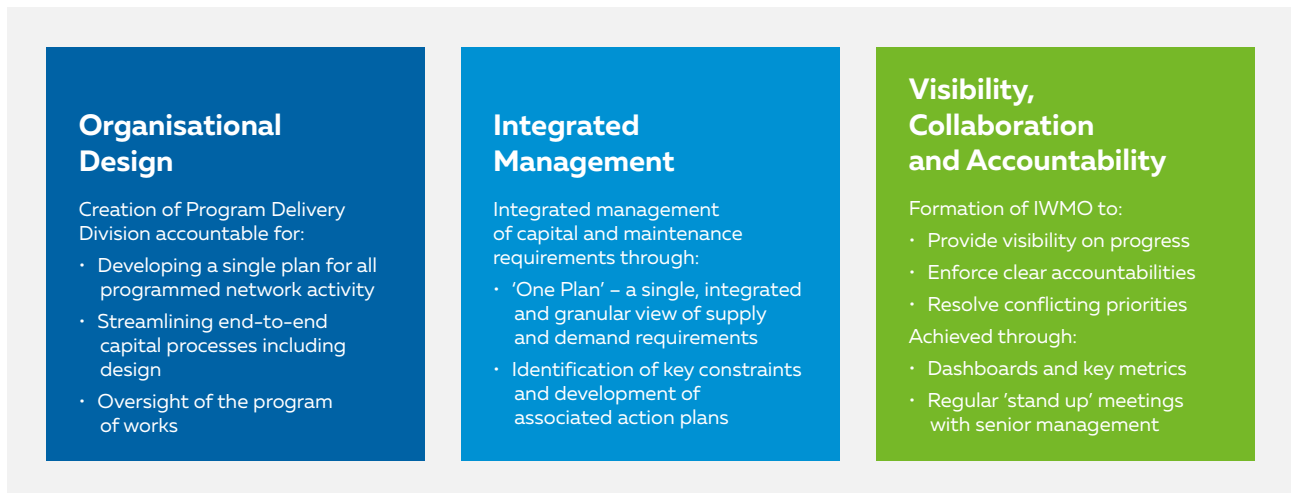 Organisational
Design
Creation of Program Delivery
Division accountable for:
• Developing a single plan for all
programmed network activity
• Streamlining end-to-end
capital processes including
design
• Oversight of the program
of works
Integrated
Management
Integrated management
of capital and maintenance
requirements through:
• ‘One Plan’ – a single, integrated
and granular view of supply
and demand requirements
• Identification of key constraints
and development of
associated action plans
Visibility,
Collaboration
and Accountability
Formation of IWMO to:
• Provide visibility on progress
• Enforce clear accountabilities
• Resolve conflicting priorities
Achieved through:
• Dashboards and key metrics
• Regular ’stand up’ meetings
with senior management